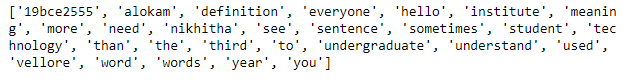 ['19bce2555', 'alokam', 'definition', 'everyone', 'hello', 'institute', 'meanin
g', 'more', 'need', 'nikhitha', 'see', 'sentence', 'sometimes', 'student', 'tec
hnology', 'than', 'the', 'third', 'to', 'undergraduate', 'understand', 'used',
'vellore', 'word', 'words', 'year', 'you']